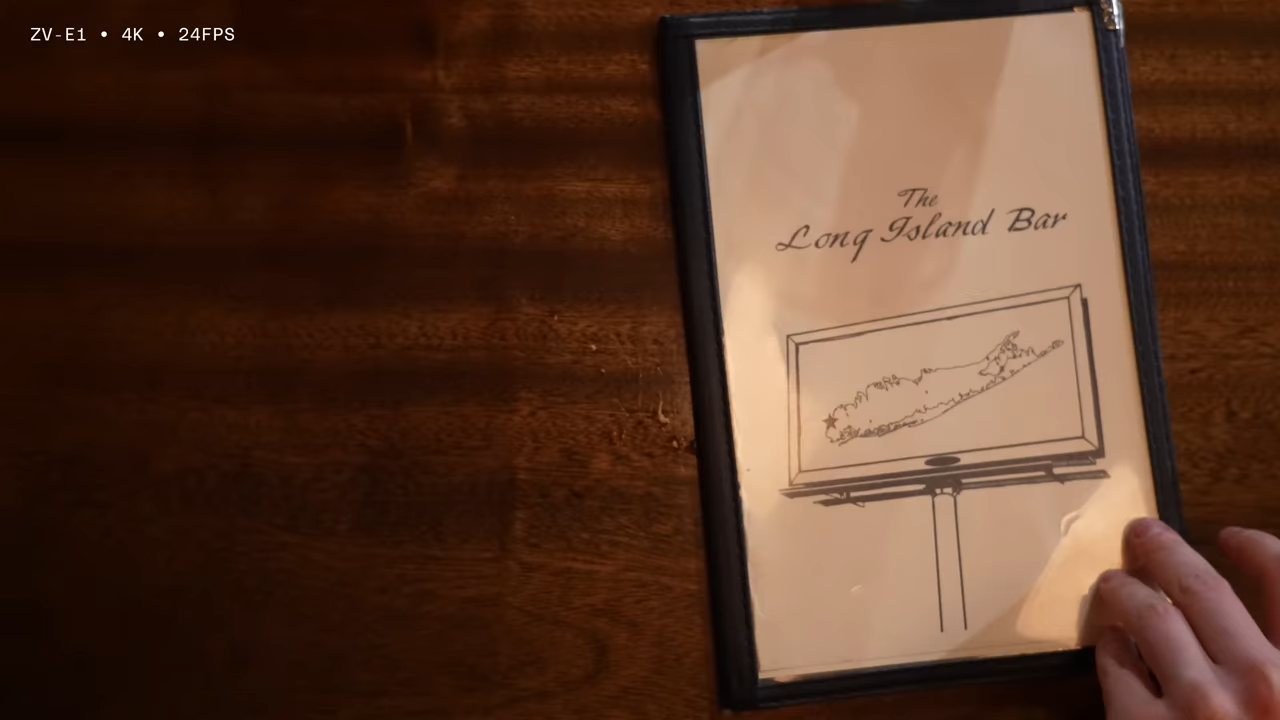 ZV-E1 • 4K • 24FPS
The
Long Island Bar